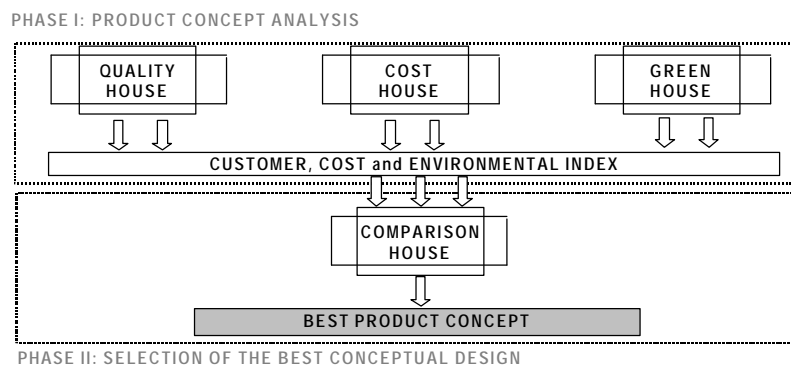 PHASE I: PRODUCT CONCEPT ANALYSIS
QUALITY
HOUSE
COST
HOUSE
GREEN
HOUSE
CUSTOMER, COST and ENVIRONMENTAL INDEX
COMPARISON
HOUSE
BEST PRODUCT CONCEPT
PHASE II: SELECTION OF THE BEST CONCEPTUAL DESIGN